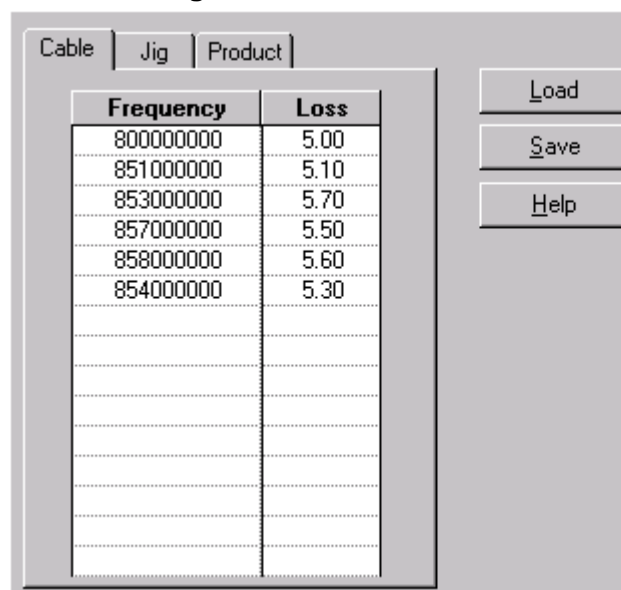 Cable Jig Product
Load
Save
Help
Frequency Loss
800000000 5.00
851000000 5.10
853000000 5.70
857000000 5.50
858000000 5.60
854000000 5.30